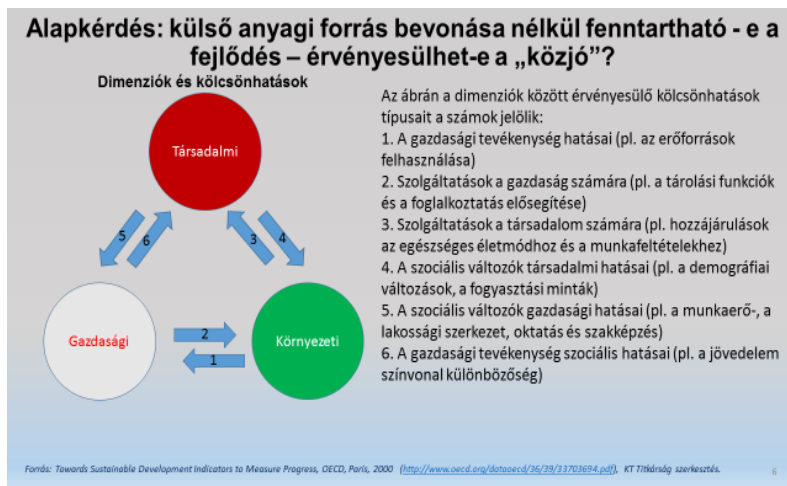 Alapkérdés: külső anyagi forrás bevonása nélkül fenntartható - e a
fejlődés – érvényesülhet-e a „közjó”?
Dimenziók és kölcsönhatások
Társadalmi
5
6
3
4
Gazdasági
2
1
Környezeti
Az ábrán a dimenziók között érvényesülő kölcsönhatások
típusait a számok jelölik:
1. A gazdasági tevékenység hatásai (pl. az erőforrások
felhasználása)
2. Szolgáltatások a gazdaság számára (pl. a tárolási funkciók
és a foglalkoztatás elősegítése)
3. Szolgáltatások a társadalom számára (pl. hozzájárulások
az egészséges életmódhoz és a munkafeltételekhez)
4. A szociális változók társadalmi hatásai (pl. a demográfiai
változások, a fogyasztási minták)
5. A szociális változók gazdasági hatásai (pl. a munkaerő-, a
lakossági szerkezet, oktatás és szakképzés)
6. A gazdasági tevékenység szociális hatásai (pl. a jövedelem
színvonal különbözőség)
Forrás: Towards Sustainable Development Indicators to Measure Progress, OECD, Paris, 2000 (http://www.oecd.org/dataoecd/36/39/33703694.pdf), KT Titkárság szerkesztés.
6